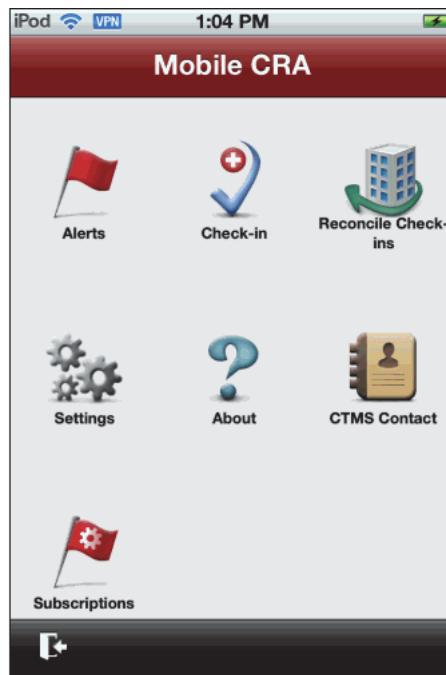 iPod VPN 1:04 PM
Mobile CRA
Alerts
Check-in
Reconcile Check-
ins
Settings
About
CTMS Contact
Subscriptions